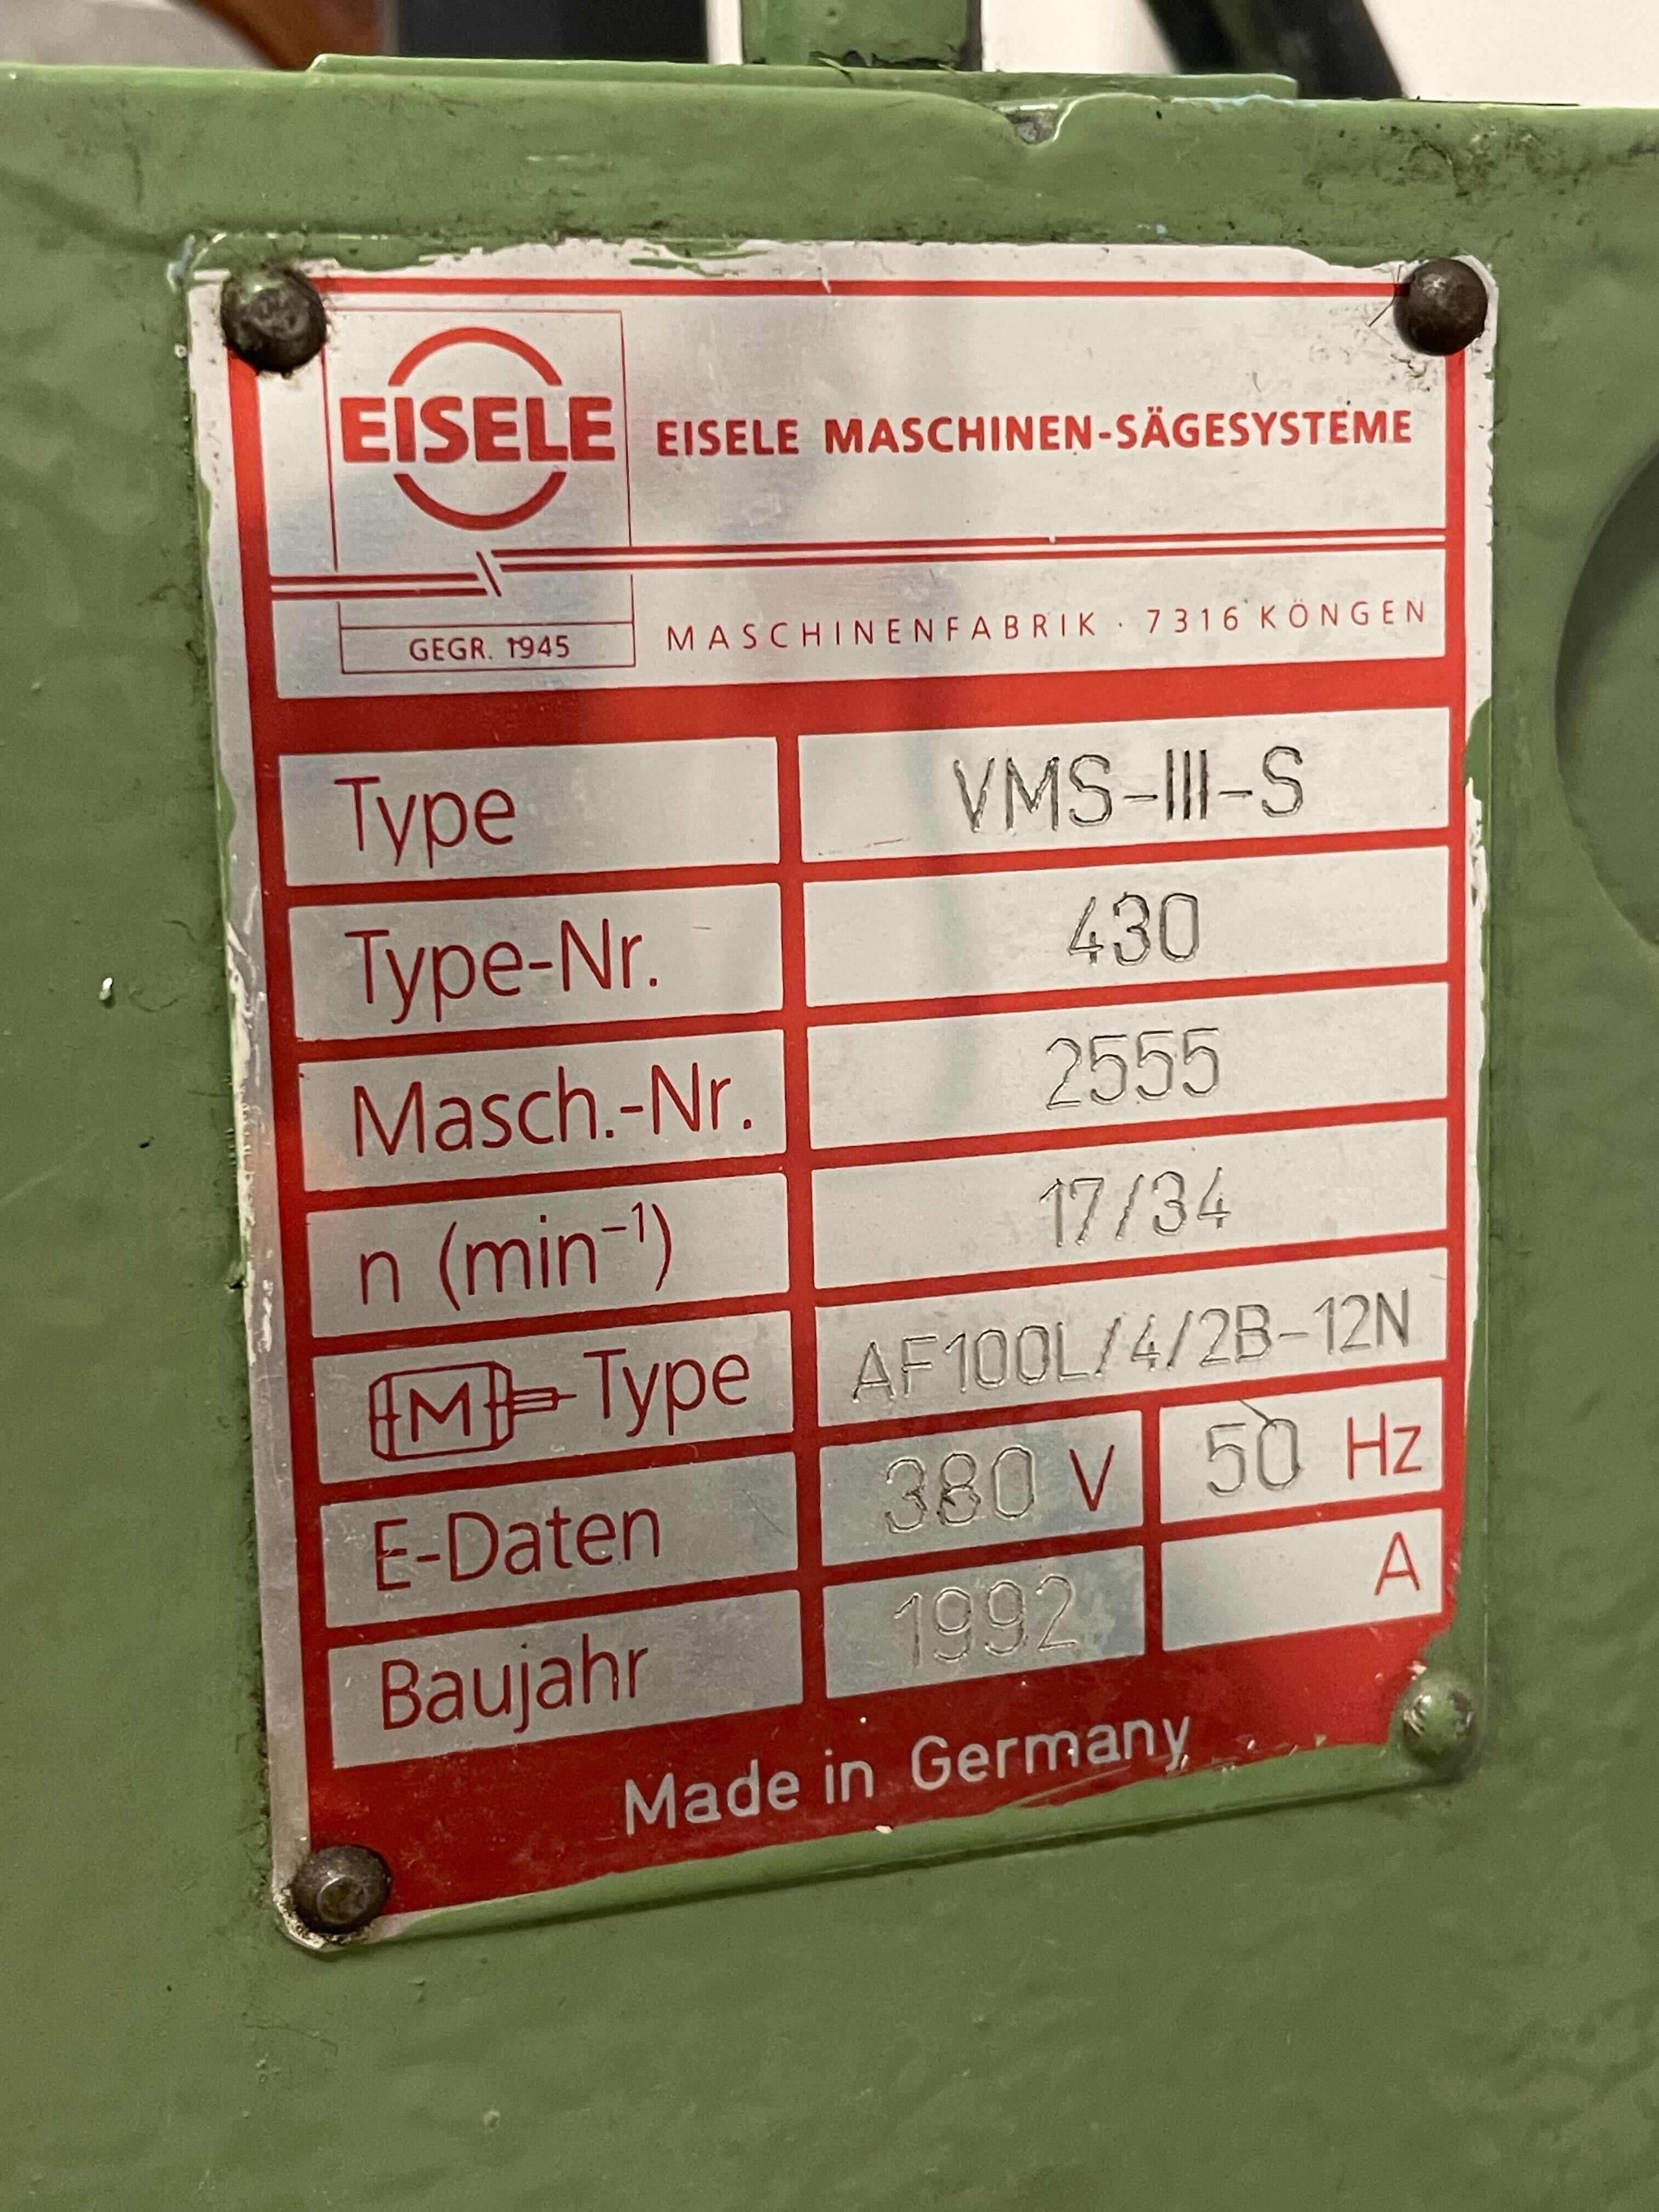 EISELE
EISELE MASCHINEN-SÄGESYSTEME
GEGR. 1945
MASCHINENFABRIK · 7316 KÖNGEN
Type VMS-III-S
Type-Nr. 430
Masch.-Nr. 2555
n (min⁻¹) 17/34
M Type AF100L/4/2B-12N
E-Daten 380 V 50 Hz
Baujahr 1992 A
Made in Germany